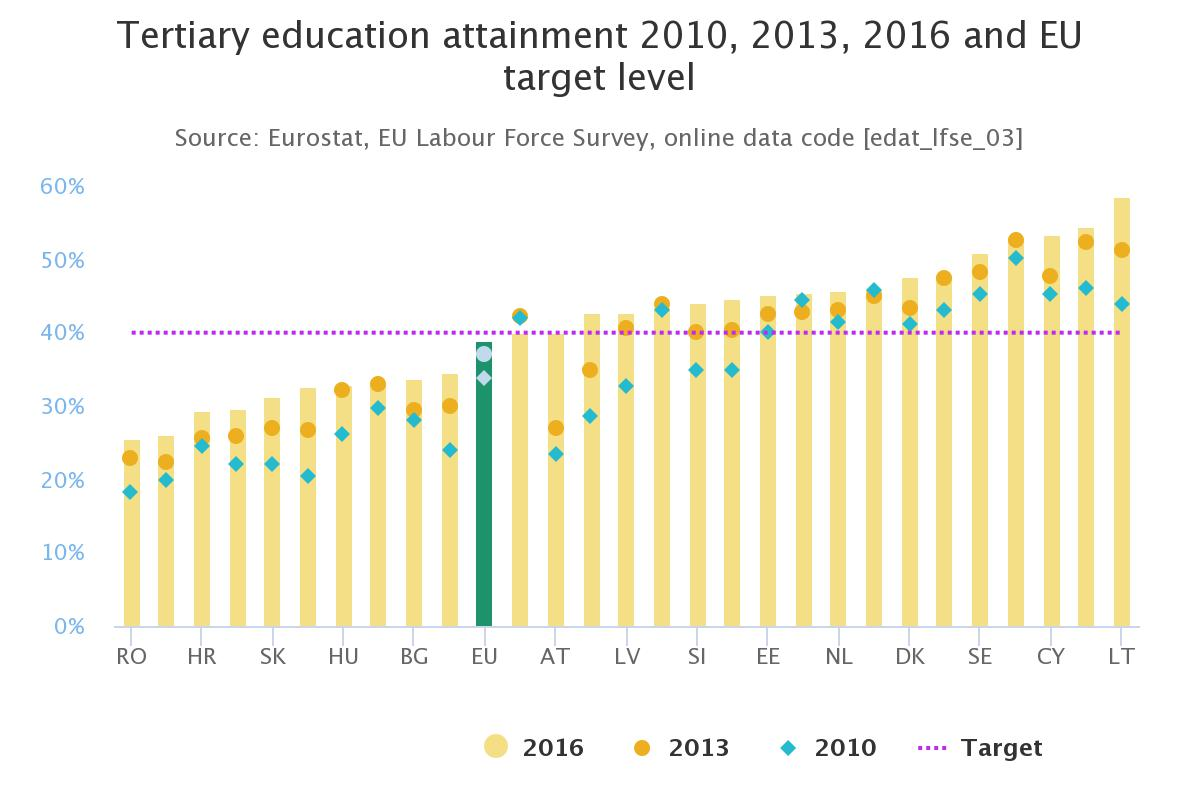 Tertiary education attainment 2010, 2013, 2016 and EU
target level
Source: Eurostat, EU Labour Force Survey, online data code [edat_lfse_03]
60%
50%
40%
30%
20%
10%
0%
RO HR SK HU BG EU AT LV SI EE NL DK SE CY LT
2016 2013 2010 Target